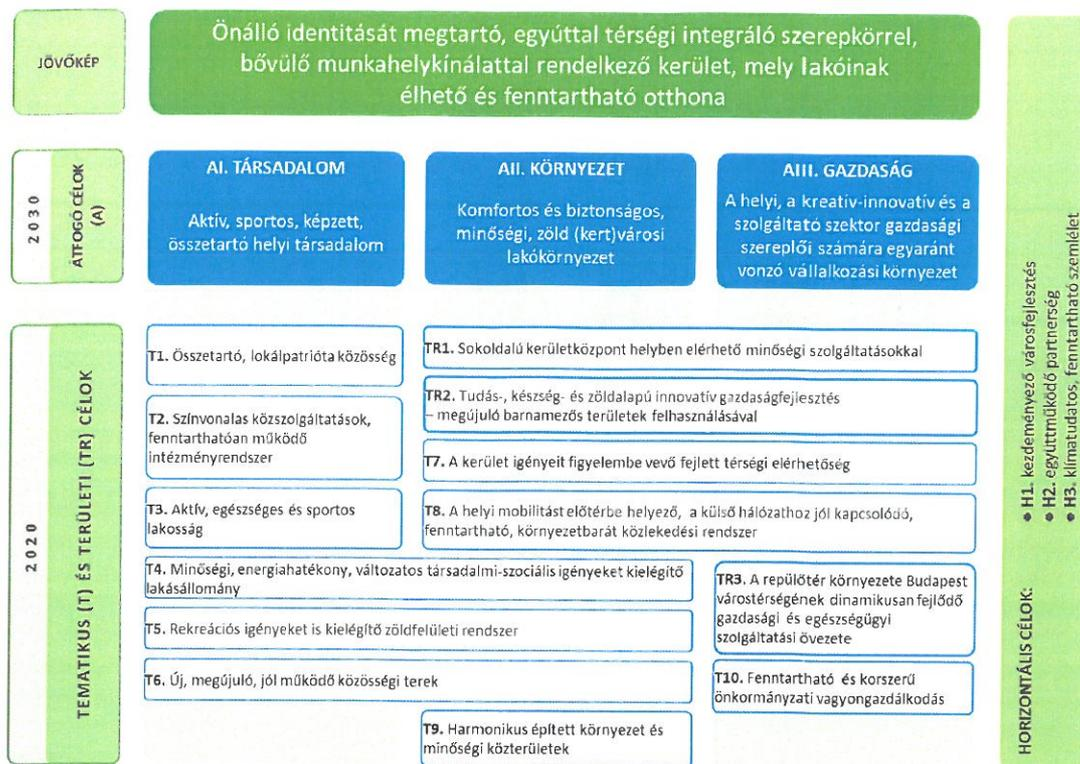 JÖVŐKÉP
Önálló identitását megtartó, egyúttal térségi integráló szerepkörrel,
bővülő munkahelykínálattal rendelkező kerület, mely lakóinak
élhető és fenntartható otthona
2030
ÁTFOGÓ CÉLOK
(A)
AI. TÁRSADALOM
Aktív, sportos, képzett,
összetartó helyi társadalom
AII. KÖRNYEZET
Komfortos és biztonságos,
minőségi, zöld (kert)városi
lakókörnyezet
AIII. GAZDASÁG
A helyi, a kreatív-innovatív és a
szolgáltató szektor gazdasági
szereplői számára egyaránt
vonzó vállalkozási környezet
2020
TEMATIKUS (T) ÉS TERÜLETI (TR) CÉLOK
T1. Összetartó, lokálpatrióta közösség
T2. Színvonalas közszolgáltatások,
fenntarthatóan működő
intézményrendszer
T3. Aktív, egészséges és sportos
lakosság
TR1. Sokoldalú kerületközpont helyben elérhető minőségi szolgáltatásokkal
TR2. Tudás-, készség- és zöldalapú innovatív gazdaságfejlesztés
– megújuló barnamezős területek felhasználásával
T7. A kerület igényeit figyelembe vevő fejlett térségi elérhetőség
T8. A helyi mobilitást előtérbe helyező, a külső hálózathoz jól kapcsolódó,
fenntartható, környezetbarát közlekedési rendszer
T4. Minőségi, energiahatékony, változatos társadalmi-szociális igényeket kielégítő
lakásállomány
T5. Rekreációs igényeket is kielégítő zöldfelületi rendszer
T6. Új, megújuló, jól működő közösségi terek
TR3. A repülőtér környezete Budapest
várostérségének dinamikusan fejlődő
gazdasági és egészségügyi
szolgáltatási övezete
T10. Fenntartható és korszerű
önkormányzati vagyongazdálkodás
T9. Harmonikus épített környezet és
minőségi közterületek
HORIZONTÁLIS CÉLOK:
• H1. kezdeményező városfejlesztés
• H2. együttműködő partnerség
• H3. klímatudatos, fenntartható szemlélet